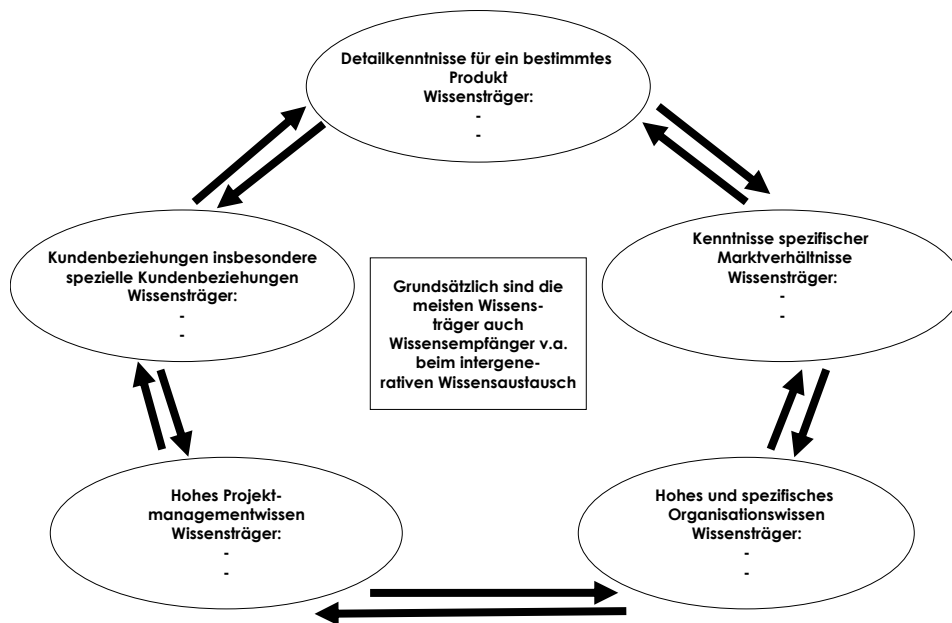 Detailkenntnisse für ein bestimmtes
Produkt
Wissensträger:
-
-
Kundenbeziehungen insbesondere
spezielle Kundenbeziehungen
Wissensträger:
-
-
Grundsätzlich sind die
meisten Wissens-
träger auch
Wissensempfänger v.a.
beim intergene-
rativen Wissensaustausch
Kenntnisse spezifischer
Marktverhältnisse
Wissensträger:
-
-
Hohes Projekt-
managementwissen
Wissensträger:
-
-
Hohes und spezifisches
Organisationswissen
Wissensträger:
-
-